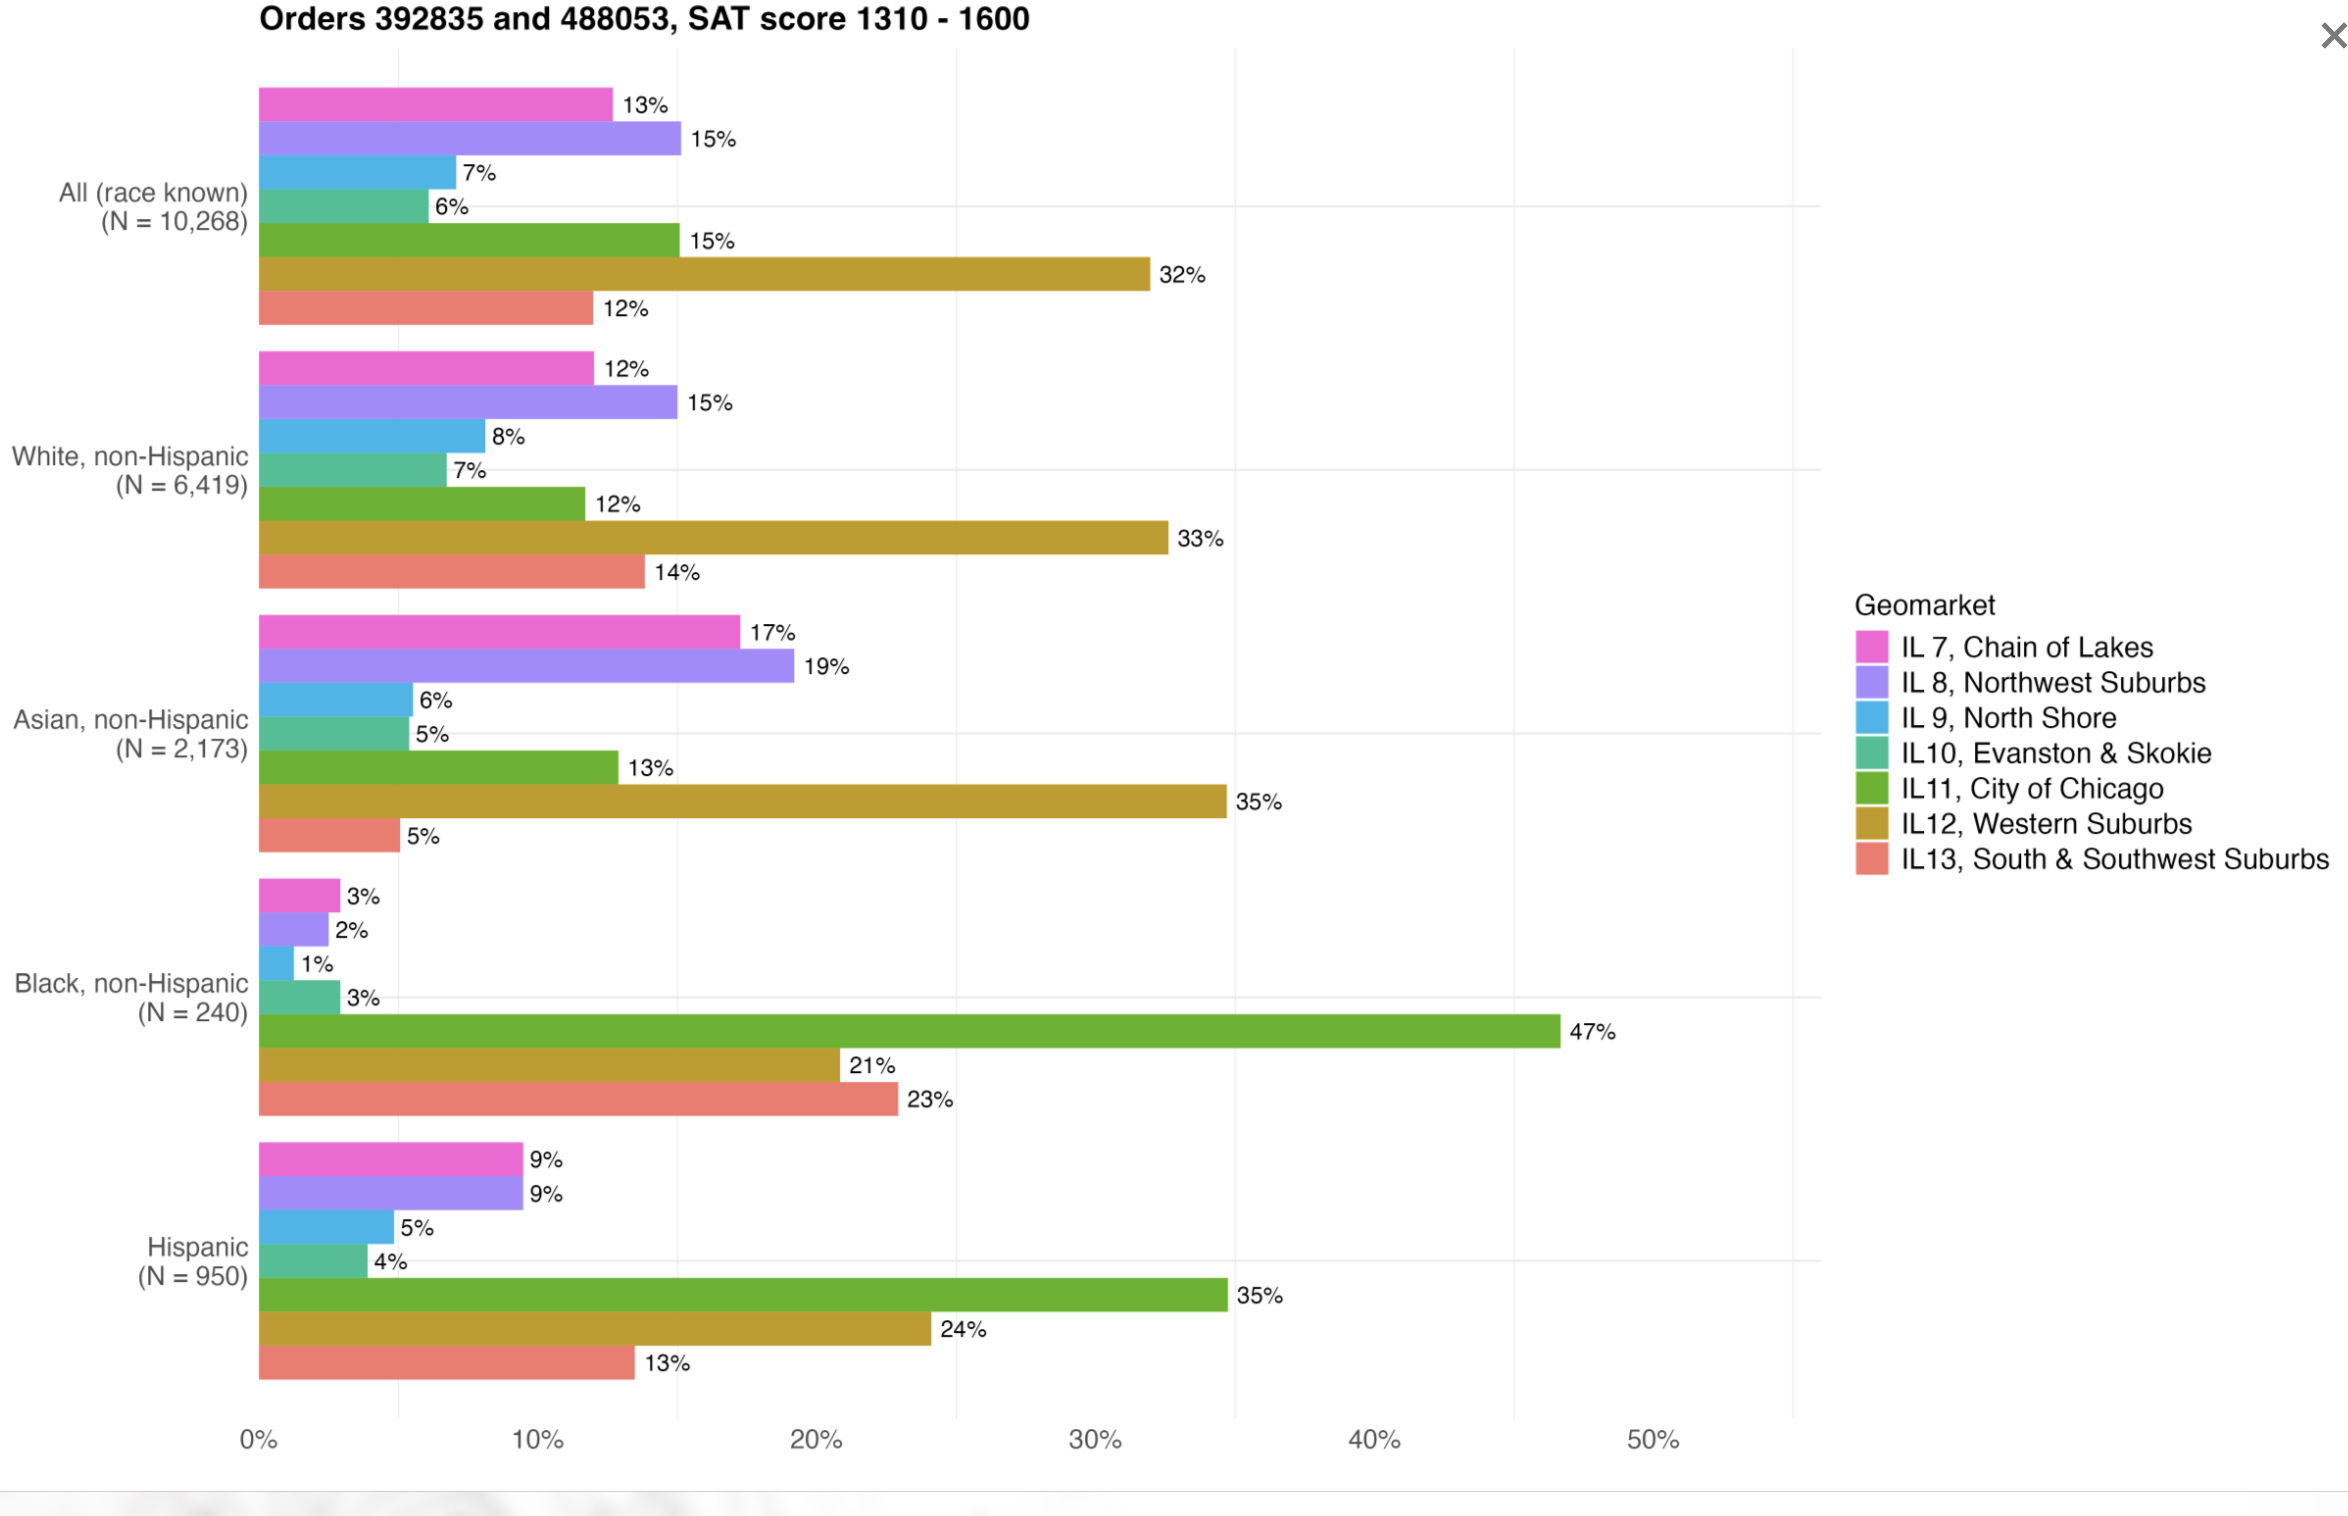 Orders 392835 and 488053, SAT score 1310 - 1600
All (race known)
(N = 10,268)
13%
15%
7%
6%
15%
32%
12%
White, non-Hispanic
(N = 6,419)
12%
15%
8%
7%
12%
33%
14%
Asian, non-Hispanic
(N = 2,173)
17%
19%
6%
5%
13%
35%
5%
Black, non-Hispanic
(N = 240)
3%
2%
1%
3%
47%
21%
23%
Hispanic
(N = 950)
9%
9%
5%
4%
35%
24%
13%
0%
10%
20%
30%
40%
50%
Geomarket
IL 7, Chain of Lakes
IL 8, Northwest Suburbs
IL 9, North Shore
IL10, Evanston & Skokie
IL11, City of Chicago
IL12, Western Suburbs
IL13, South & Southwest Suburbs